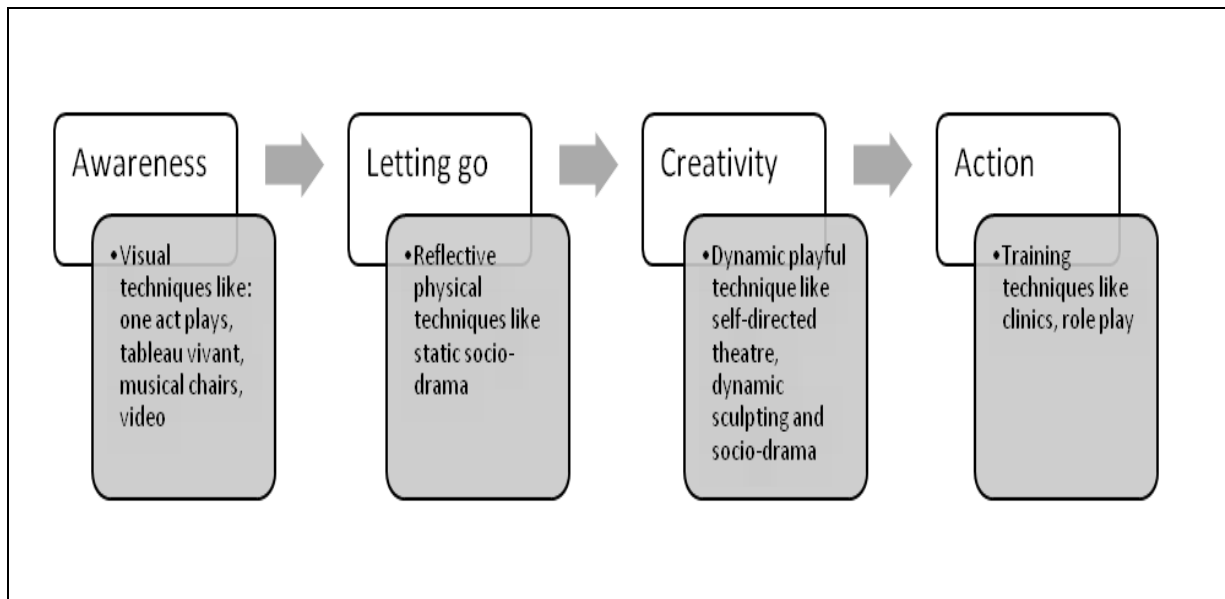 Awareness
•Visual
techniques like:
one act plays,
tableau vivant,
musical chairs,
video
Letting go
•Reflective
physical
techniques like
static socio-
drama
Creativity
•Dynamic playful
technique like
self-directed
theatre,
dynamic
sculpting and
socio-drama
Action
•Training
techniques like
clinics, role play